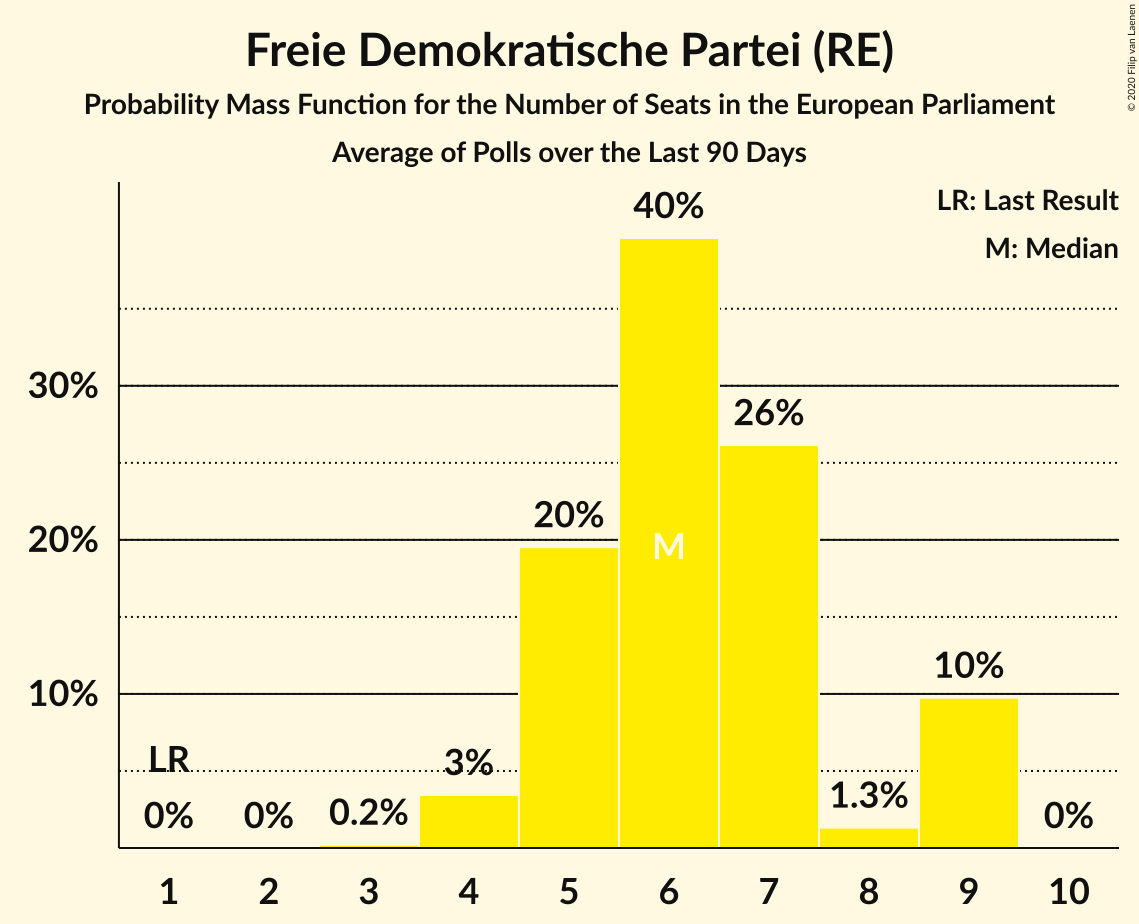 Freie Demokratische Partei (RE)
Probability Mass Function for the Number of Seats in the European Parliament
Average of Polls over the Last 90 Days
© 2020 Filip van Laenen
LR: Last Result
M: Median
40%
30%
26%
20%
20%
M
10%
10%
LR
3%
0%
0%
0.2%
1.3%
0%
1 2 3 4 5 6 7 8 9 10